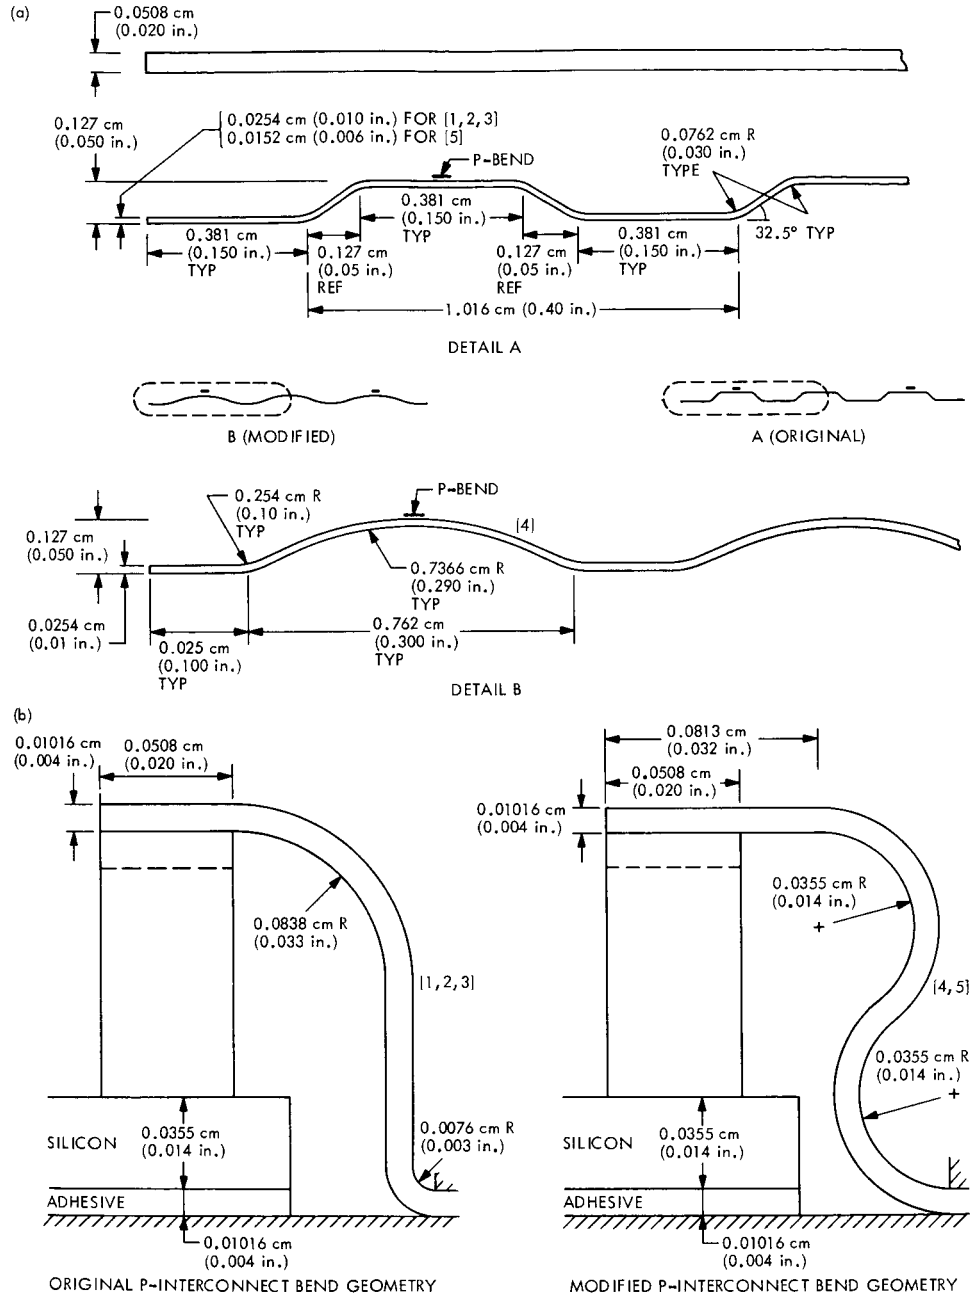 (a)
0.0508 cm
(0.020 in.)
0.127 cm
(0.050 in.)
0.0254 cm (0.010 in.) FOR [1,2,3]
0.0152 cm (0.006 in.) FOR [5]
P-BEND
0.0762 cm R
(0.030 in.)
TYPE
0.381 cm
(0.150 in.)
TYP
32.5° TYP
0.381 cm
(0.150 in.)
TYP
0.127 cm
(0.05 in.)
REF
0.127 cm
(0.05 in.)
REF
0.381 cm
(0.150 in.)
TYP
1.016 cm (0.40 in.)
DETAIL A
B (MODIFIED)
A (ORIGINAL)
P-BEND
0.254 cm R
(0.10 in.)
TYP
[4]
0.127 cm
(0.050 in.)
0.7366 cm R
(0.290 in.)
TYP
0.0254 cm
(0.01 in.)
0.025 cm
(0.100 in.)
TYP
0.762 cm
(0.300 in.)
TYP
DETAIL B
(b)
0.01016 cm
(0.004 in.)
0.0508 cm
(0.020 in.)
0.0838 cm R
(0.033 in.)
[1,2,3]
SILICON
0.0355 cm
(0.014 in.)
0.0076 cm R
(0.003 in.)
ADHESIVE
0.01016 cm
(0.004 in.)
ORIGINAL P-INTERCONNECT BEND GEOMETRY
0.0813 cm
(0.032 in.)
0.0508 cm
(0.020 in.)
0.01016 cm
(0.004 in.)
0.0355 cm R
(0.014 in.)
+
[4,5]
0.0355 cm R
(0.014 in.)
+
SILICON
0.0355 cm
(0.014 in.)
ADHESIVE
0.01016 cm
(0.004 in.)
MODIFIED P-INTERCONNECT BEND GEOMETRY